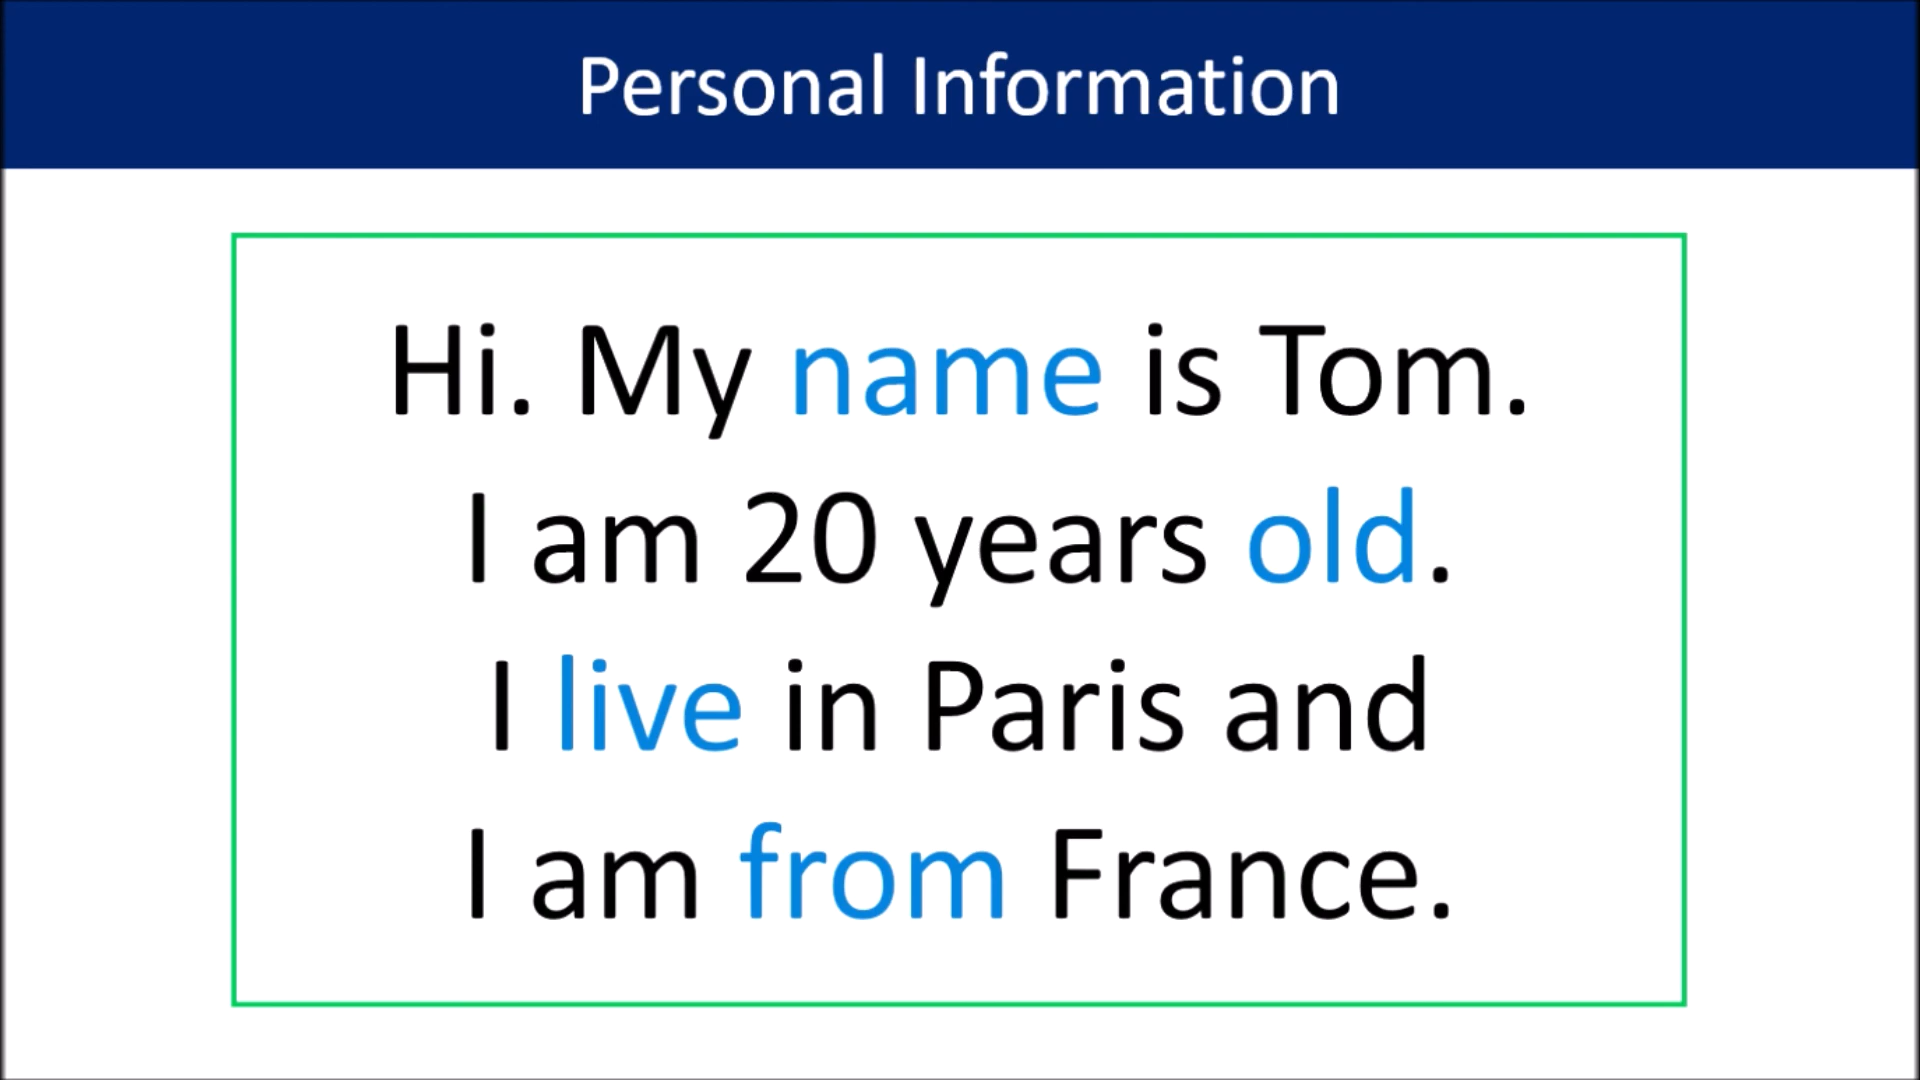 Personal Information
Hi. My name is Tom.
I am 20 years old.
I live in Paris and
I am from France.